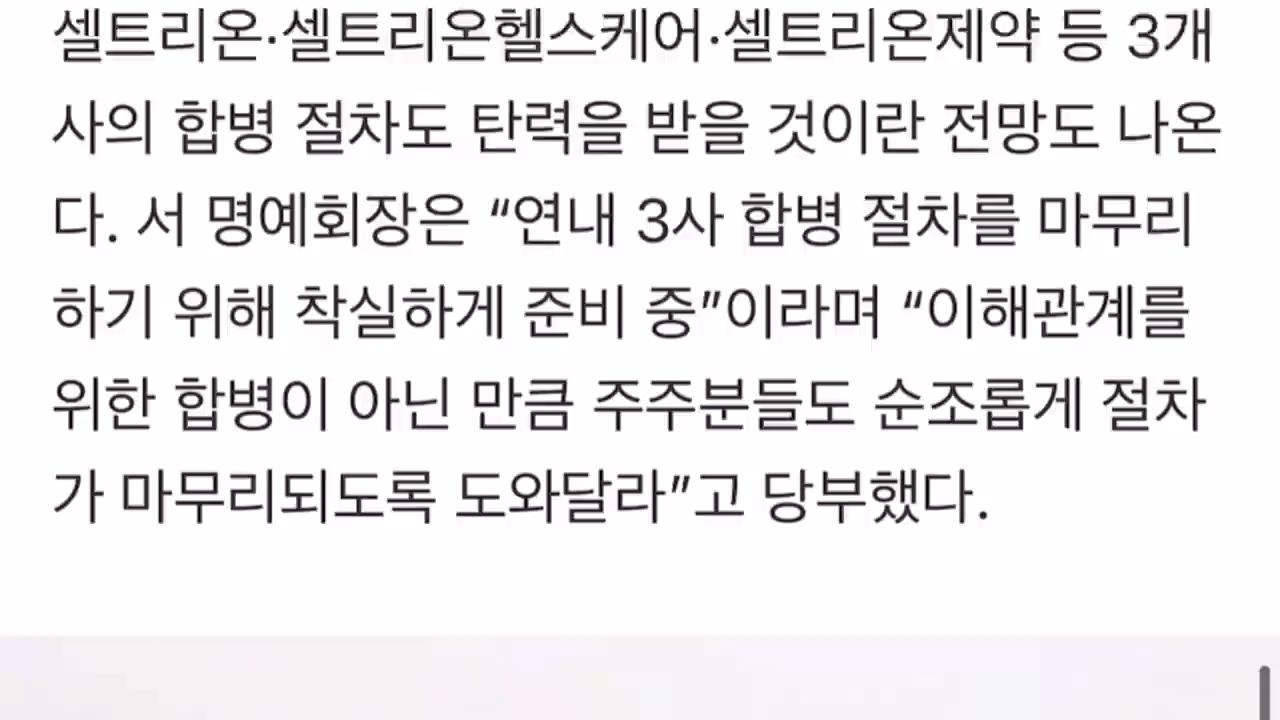 셀트리온·셀트리온헬스케어·셀트리온제약 등 3개
사의 합병 절차도 탄력을 받을 것이란 전망도 나온
다. 서 명예회장은 “연내 3사 합병 절차를 마무리
하기 위해 착실하게 준비 중”이라며 “이해관계를
위한 합병이 아닌 만큼 주주분들도 순조롭게 절차
가 마무리되도록 도와달라”고 당부했다.